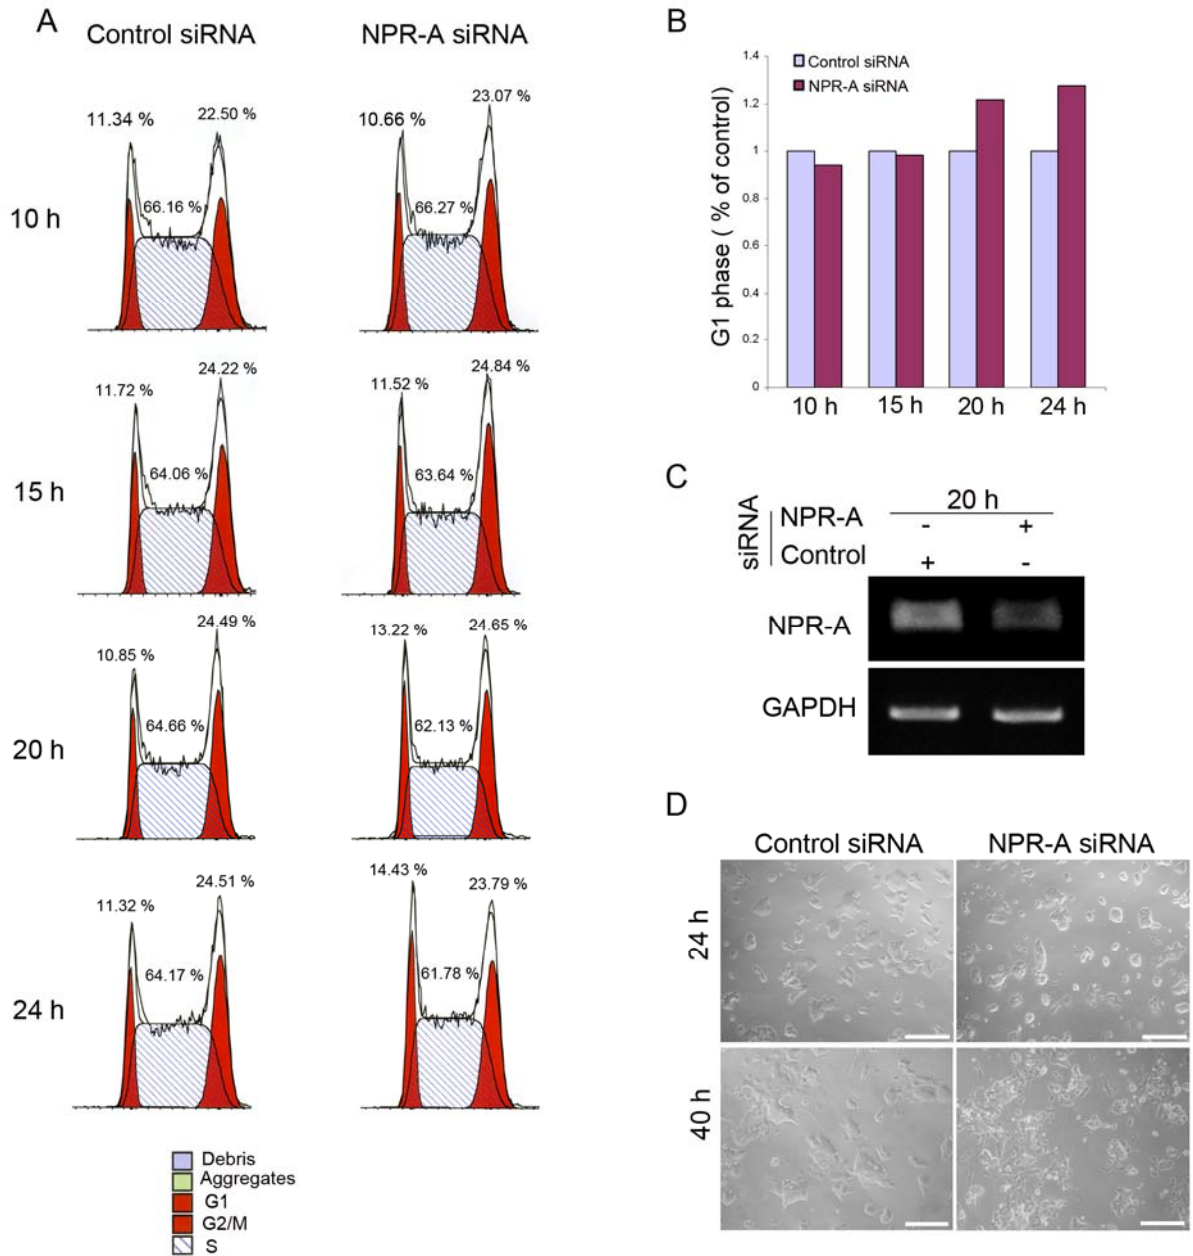 A
Control siRNA
NPR-A siRNA
10 h
11.34 %
66.16 %
22.50 %
10.66 %
66.27 %
23.07 %
15 h
11.72 %
64.06 %
24.22 %
11.52 %
63.64 %
24.84 %
20 h
10.85 %
64.66 %
24.49 %
13.22 %
62.13 %
24.65 %
24 h
11.32 %
64.17 %
24.51 %
14.43 %
61.78 %
23.79 %
Debris
Aggregates
G1
G2/M
S
B
Control siRNA
NPR-A siRNA
G1 phase ( % of control)
1.4
1.2
1
0.8
0.6
0.4
0.2
0
10 h
15 h
20 h
24 h
C
20 h
siRNA
NPR-A - +
Control + -
NPR-A
GAPDH
D
Control siRNA
NPR-A siRNA
24 h
40 h